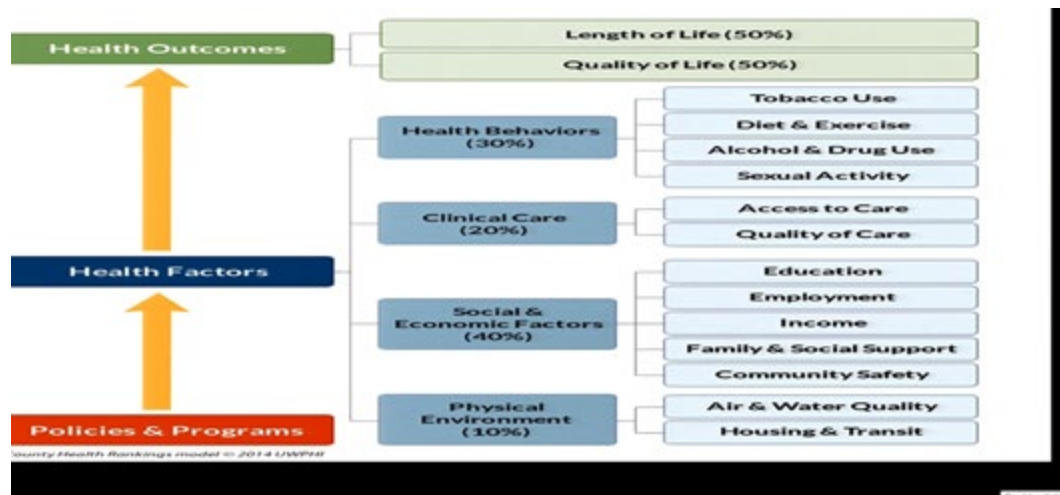 Health Outcomes
Length of Life (50%)
Quality of Life (50%)
Health Factors
Health Behaviors
(30%)
Tobacco Use
Diet & Exercise
Alcohol & Drug Use
Sexual Activity
Clinical Care
(20%)
Access to Care
Quality of Care
Social &
Economic Factors
(40%)
Education
Employment
Income
Family & Social Support
Community Safety
Physical
Environment
(10%)
Air & Water Quality
Housing & Transit
Policies & Programs
County Health Rankings model © 2014 UWPHI